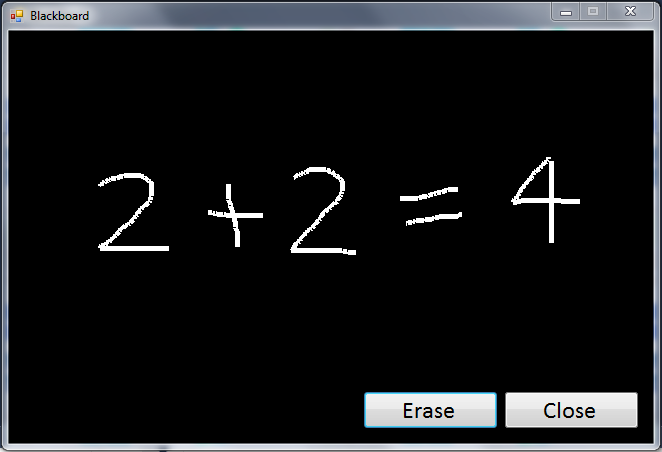 Blackboard
2 + 2 = 4
Erase Close